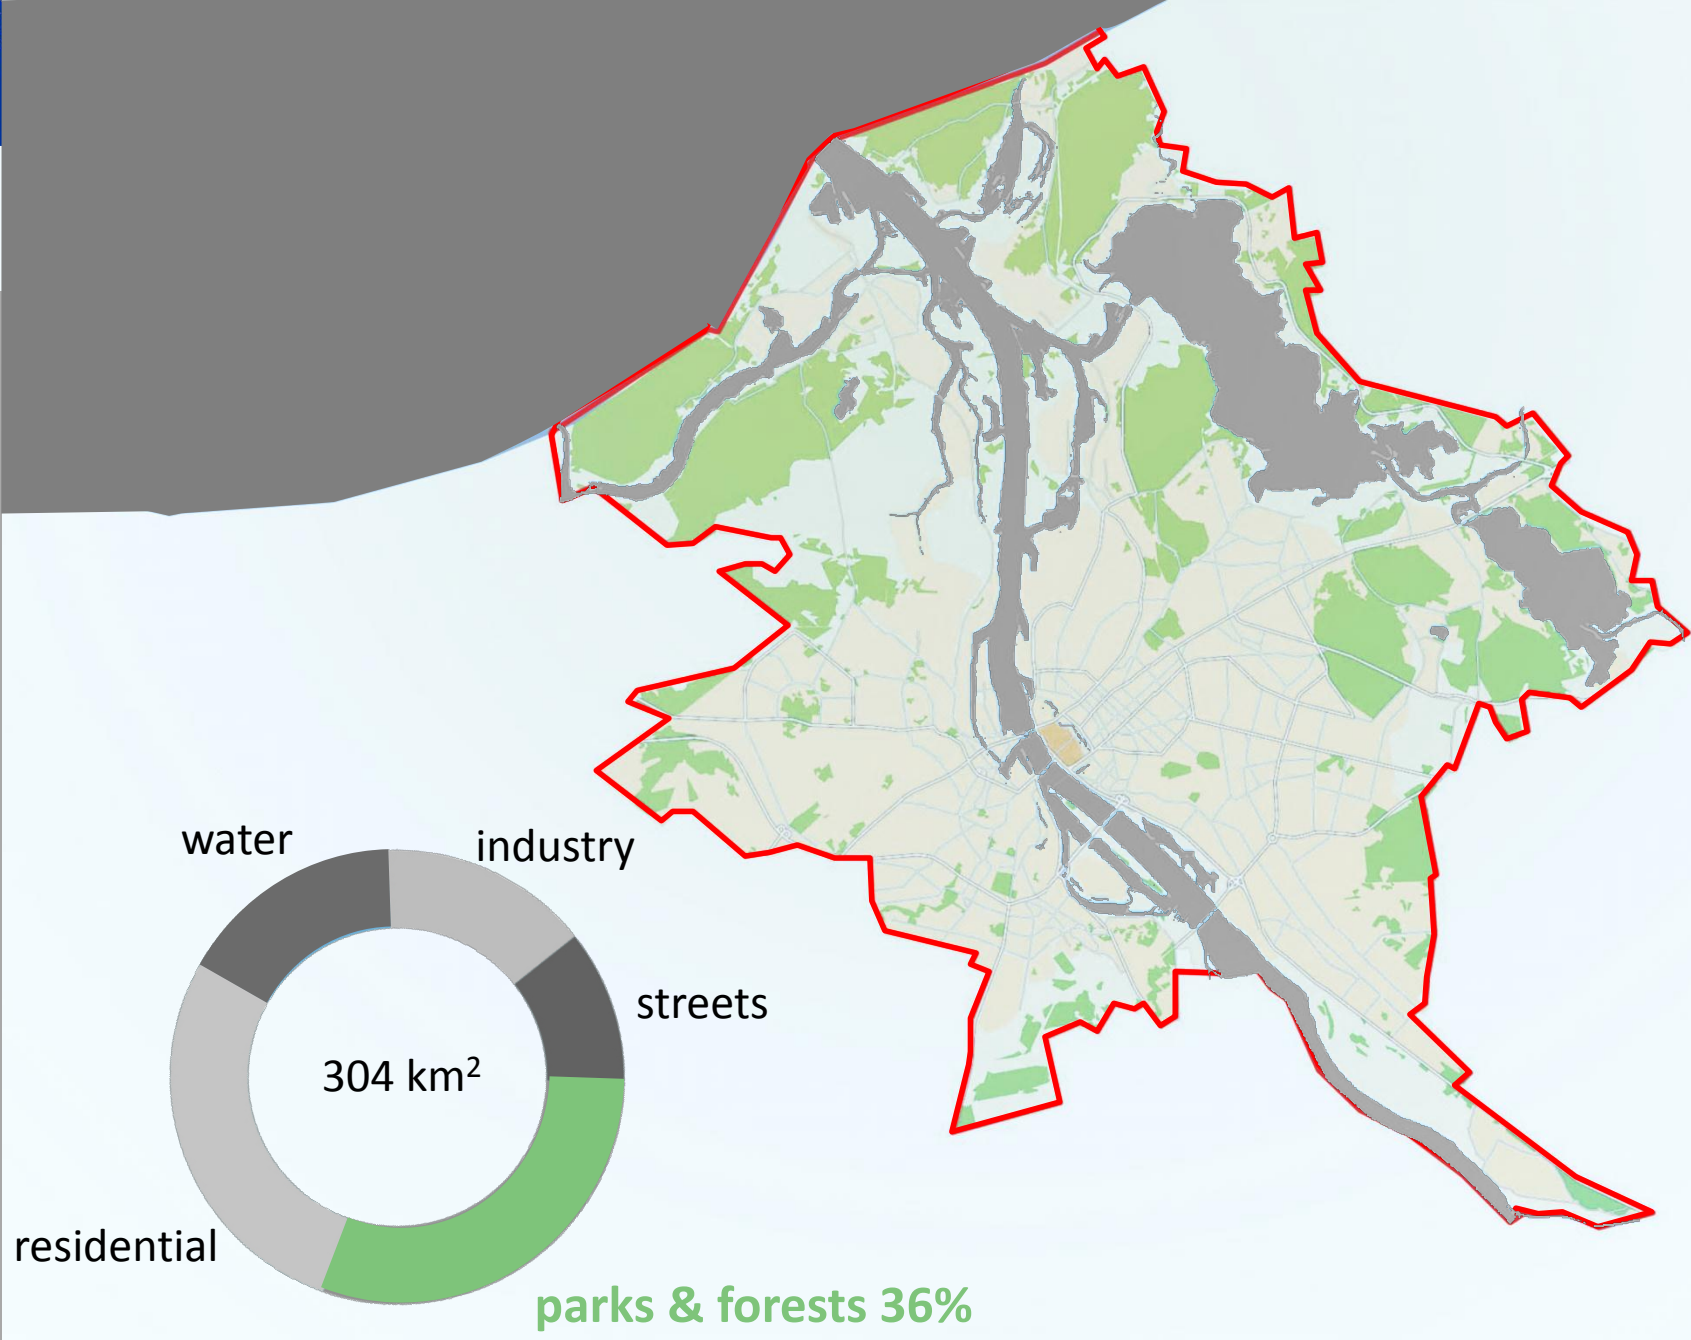 water
industry
streets
304 km²
residential
parks & forests 36%